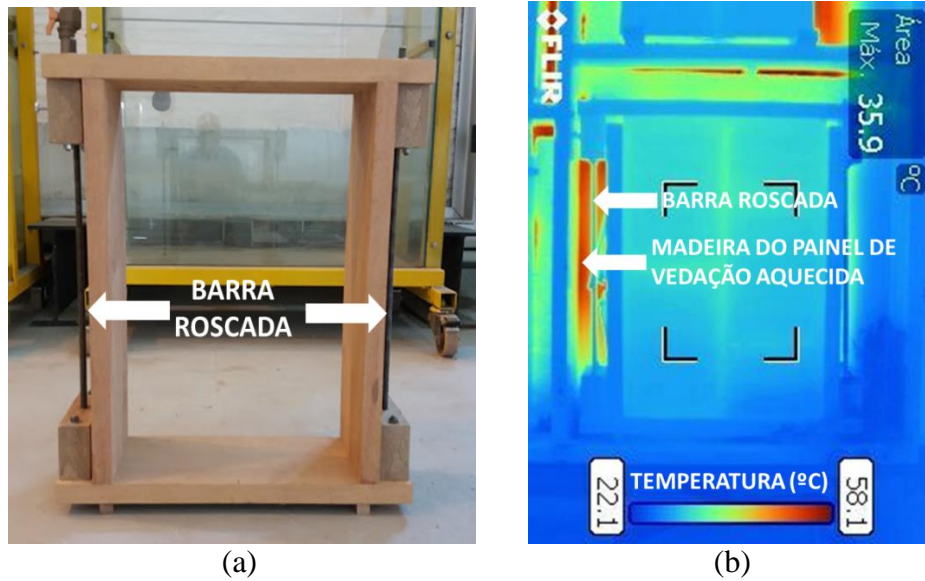 BARRA
ROSCADA
(a)
FLIR
Área
Máx. 35.9
ºC
BARRA ROSCADA
MADEIRA DO PAINEL DE
VEDAÇÃO AQUECIDA
TEMPERATURA (ºC)
22.1
58.1
(b)